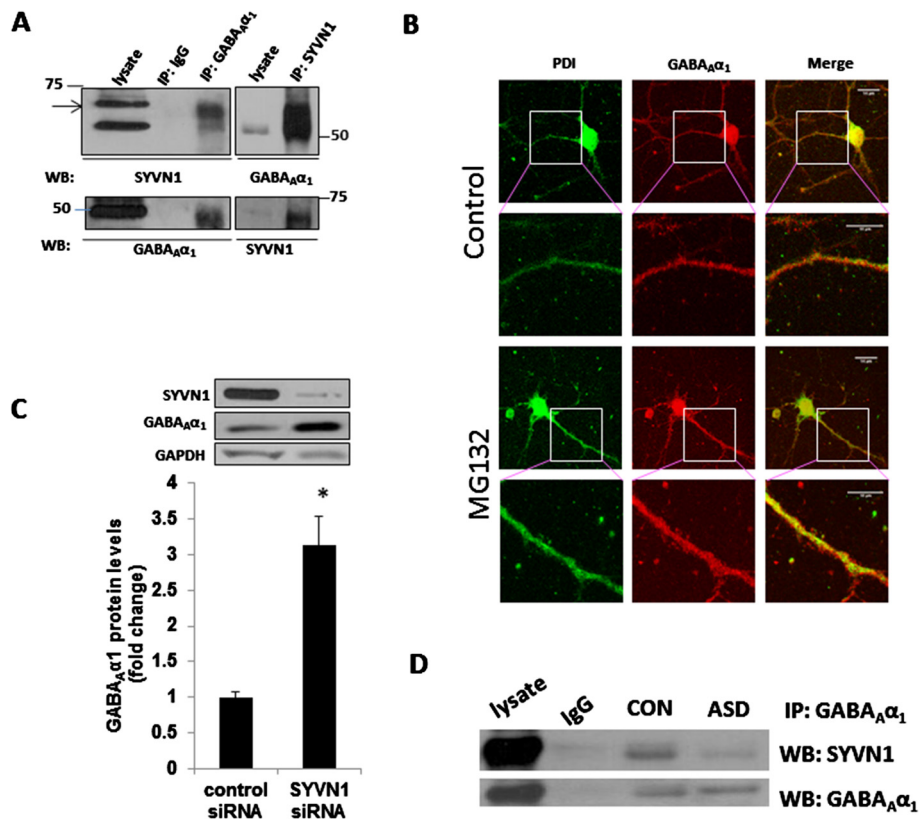 A
lysate
IP: IgG
IP: GABAAα1
lysate
IP: SYVN1
75
50
WB: SYVN1 GABAAα1
50
75
WB: GABAAα1 SYVN1
B
PDI GABAAα1 Merge
Control
MG132
C
SYVN1
GABAAα1
GAPDH
GABAAα1 protein levels
(fold change)
4
3.5
3
2.5
2
1.5
1
0.5
0
*
control
siRNA
SYVN1
siRNA
D
lysate IgG CON ASD IP: GABAAα1
WB: SYVN1
WB: GABAAα1